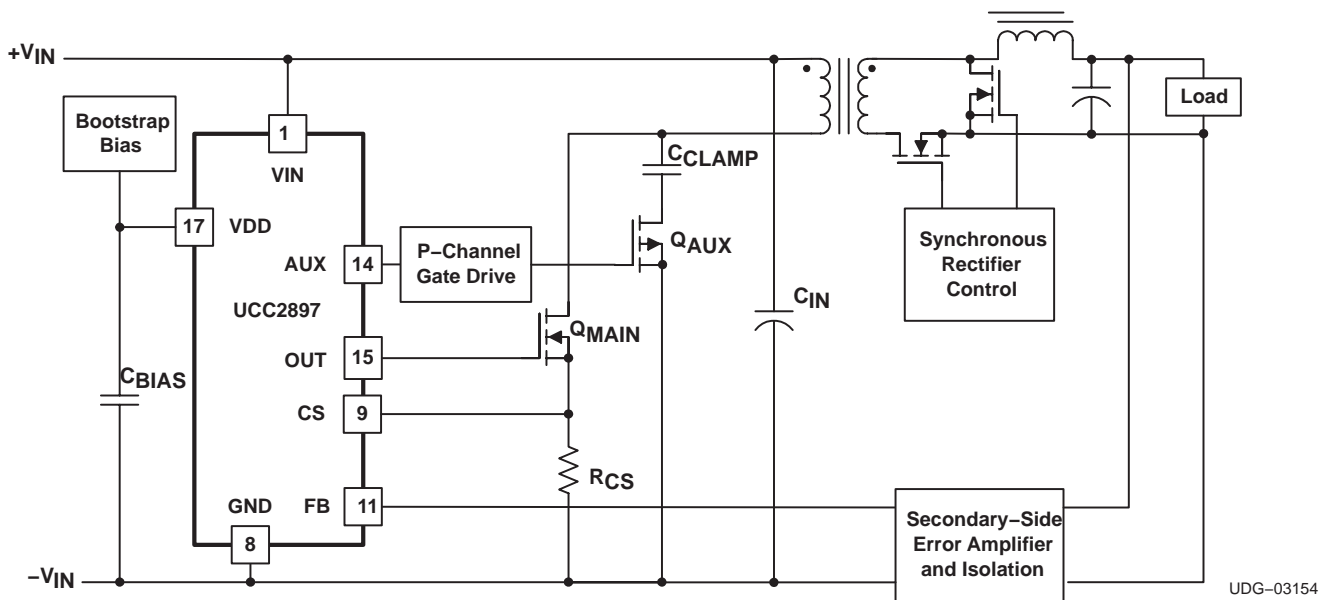 +VIN
Bootstrap
Bias
1
VIN
17
VDD
AUX
14
P−Channel
Gate Drive
CCLAMP
QAUX
Load
Synchronous
Rectifier
Control
UCC2897
QMAIN
CIN
OUT
15
CBIAS
CS
9
RCS
GND
FB
11
8
Secondary−Side
Error Amplifier
and Isolation
−VIN
UDG−03154